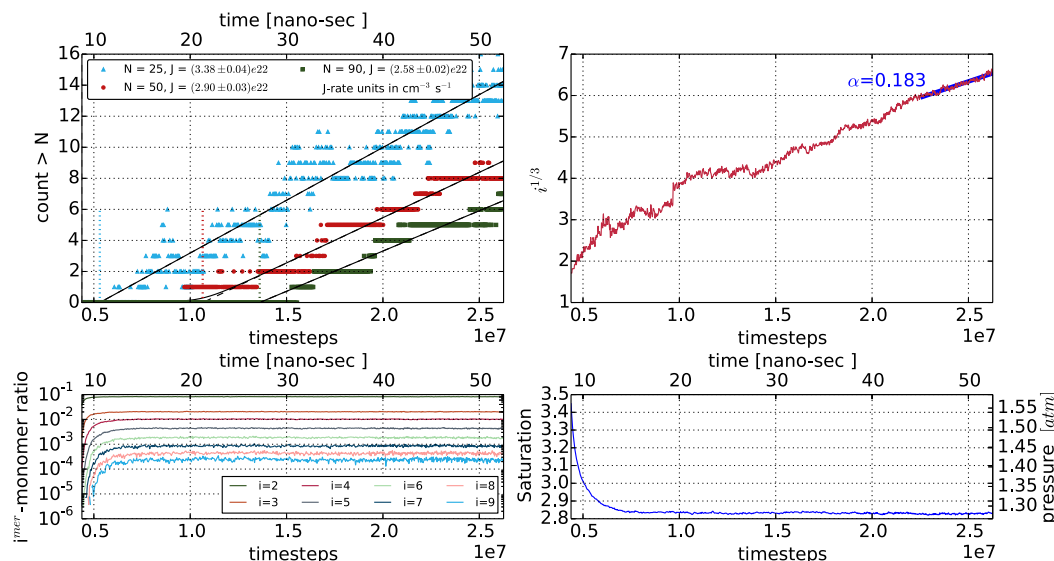 time [nano-sec ]
10 20 30 40 50
16
14
12
10
8
6
4
2
0
count > N
N = 25, J = (3.38 ±0.04)e22
N = 50, J = (2.90 ±0.03)e22
N = 90, J = (2.58 ±0.02)e22
J-rate units in cm⁻³ s⁻¹
0.5 1.0 1.5 2.0 2.5
timesteps 1e7
7
6
5
4
3
2
1
i^{1/3}
α=0.183
0.5 1.0 1.5 2.0 2.5
timesteps 1e7
time [nano-sec ]
10 20 30 40 50
10⁻¹
10⁻²
10⁻³
10⁻⁴
10⁻⁵
10⁻⁶
i^{mer}-monomer ratio
i=2 i=4 i=6 i=8
i=3 i=5 i=7 i=9
0.5 1.0 1.5 2.0 2.5
timesteps 1e7
time [nano-sec ]
10 20 30 40 50
3.5
3.4
3.3
3.2
3.1
3.0
2.9
2.8
Saturation
1.55
1.50
1.45
1.40
1.35
1.30
pressure [atm]
0.5 1.0 1.5 2.0 2.5
timesteps 1e7